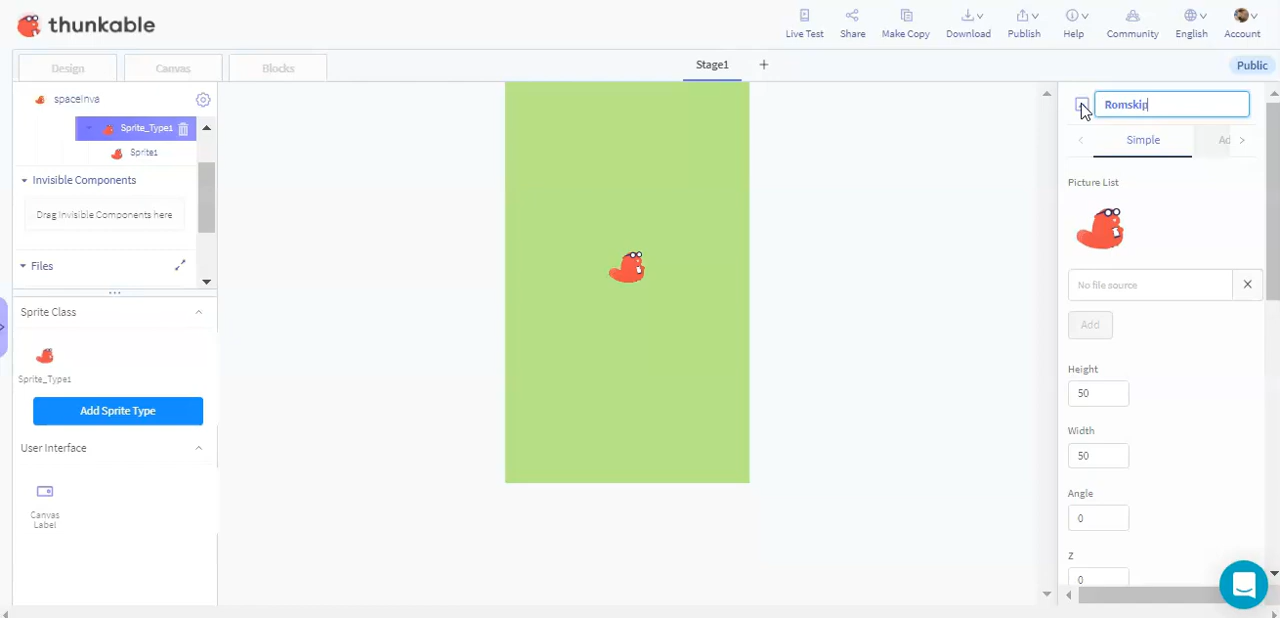 thunkable
Live Test
Share
Make Copy
Download
Publish
Help
Community
English
Account
Design
Canvas
Blocks
Stage1
+
Public
spaceInva
Sprite_Type1
Sprite1
Invisible Components
Drag Invisible Components here
Files
Sprite Class
Sprite_Type1
Add Sprite Type
User Interface
Canvas
Label
Romskip
Simple
Ad
Picture List
No file source
Add
Height
50
Width
50
Angle
0
Z
0